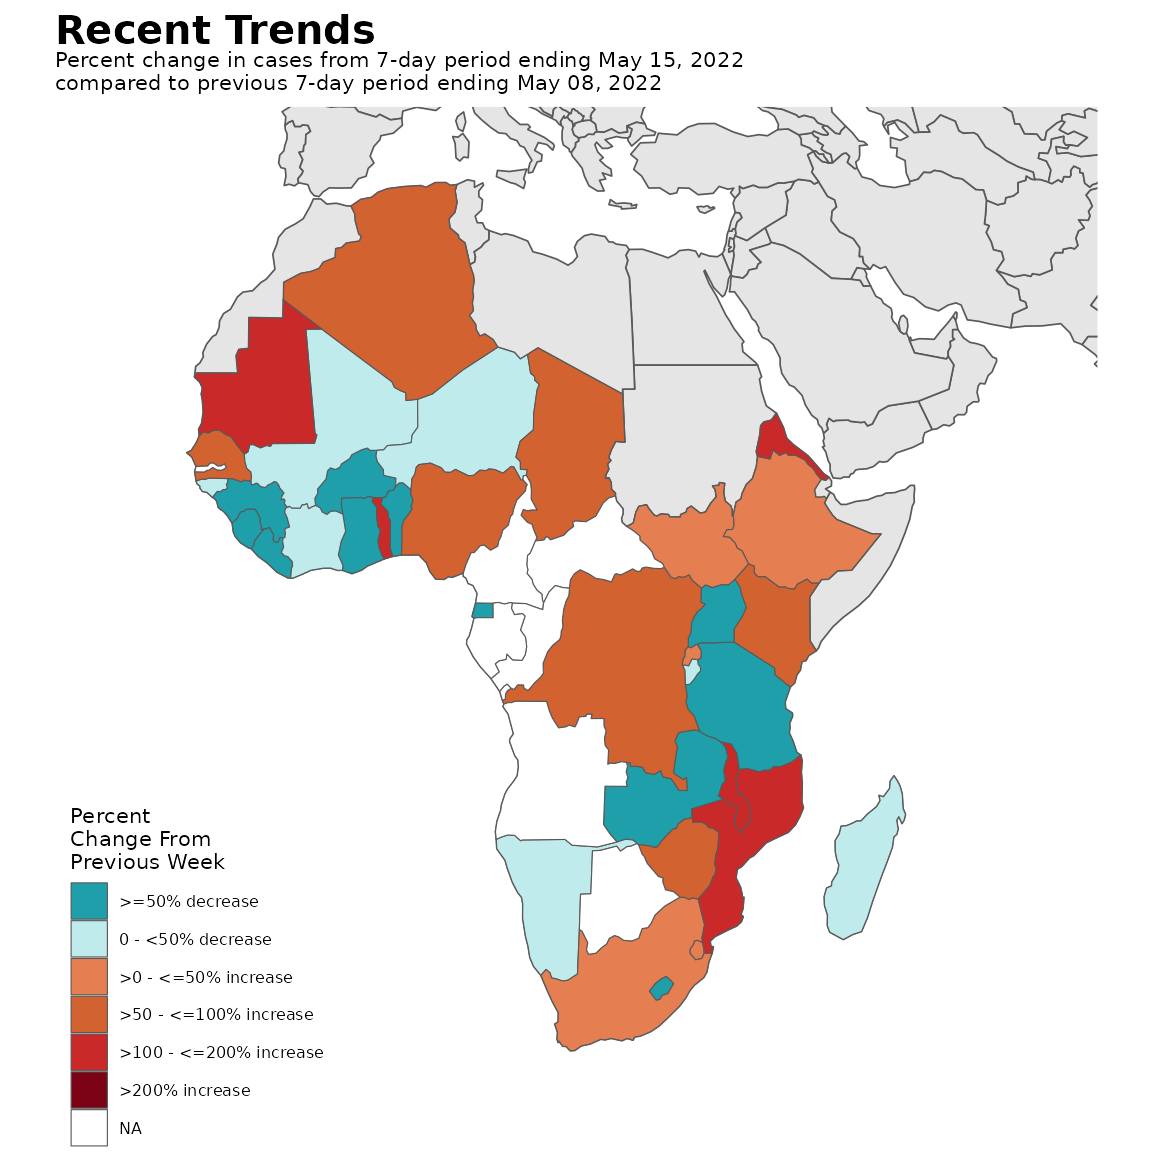 Recent Trends
Percent change in cases from 7-day period ending May 15, 2022
compared to previous 7-day period ending May 08, 2022
Percent
Change From
Previous Week
>=50% decrease
0 - <50% decrease
>0 - <=50% increase
>50 - <=100% increase
>100 - <=200% increase
>200% increase
NA